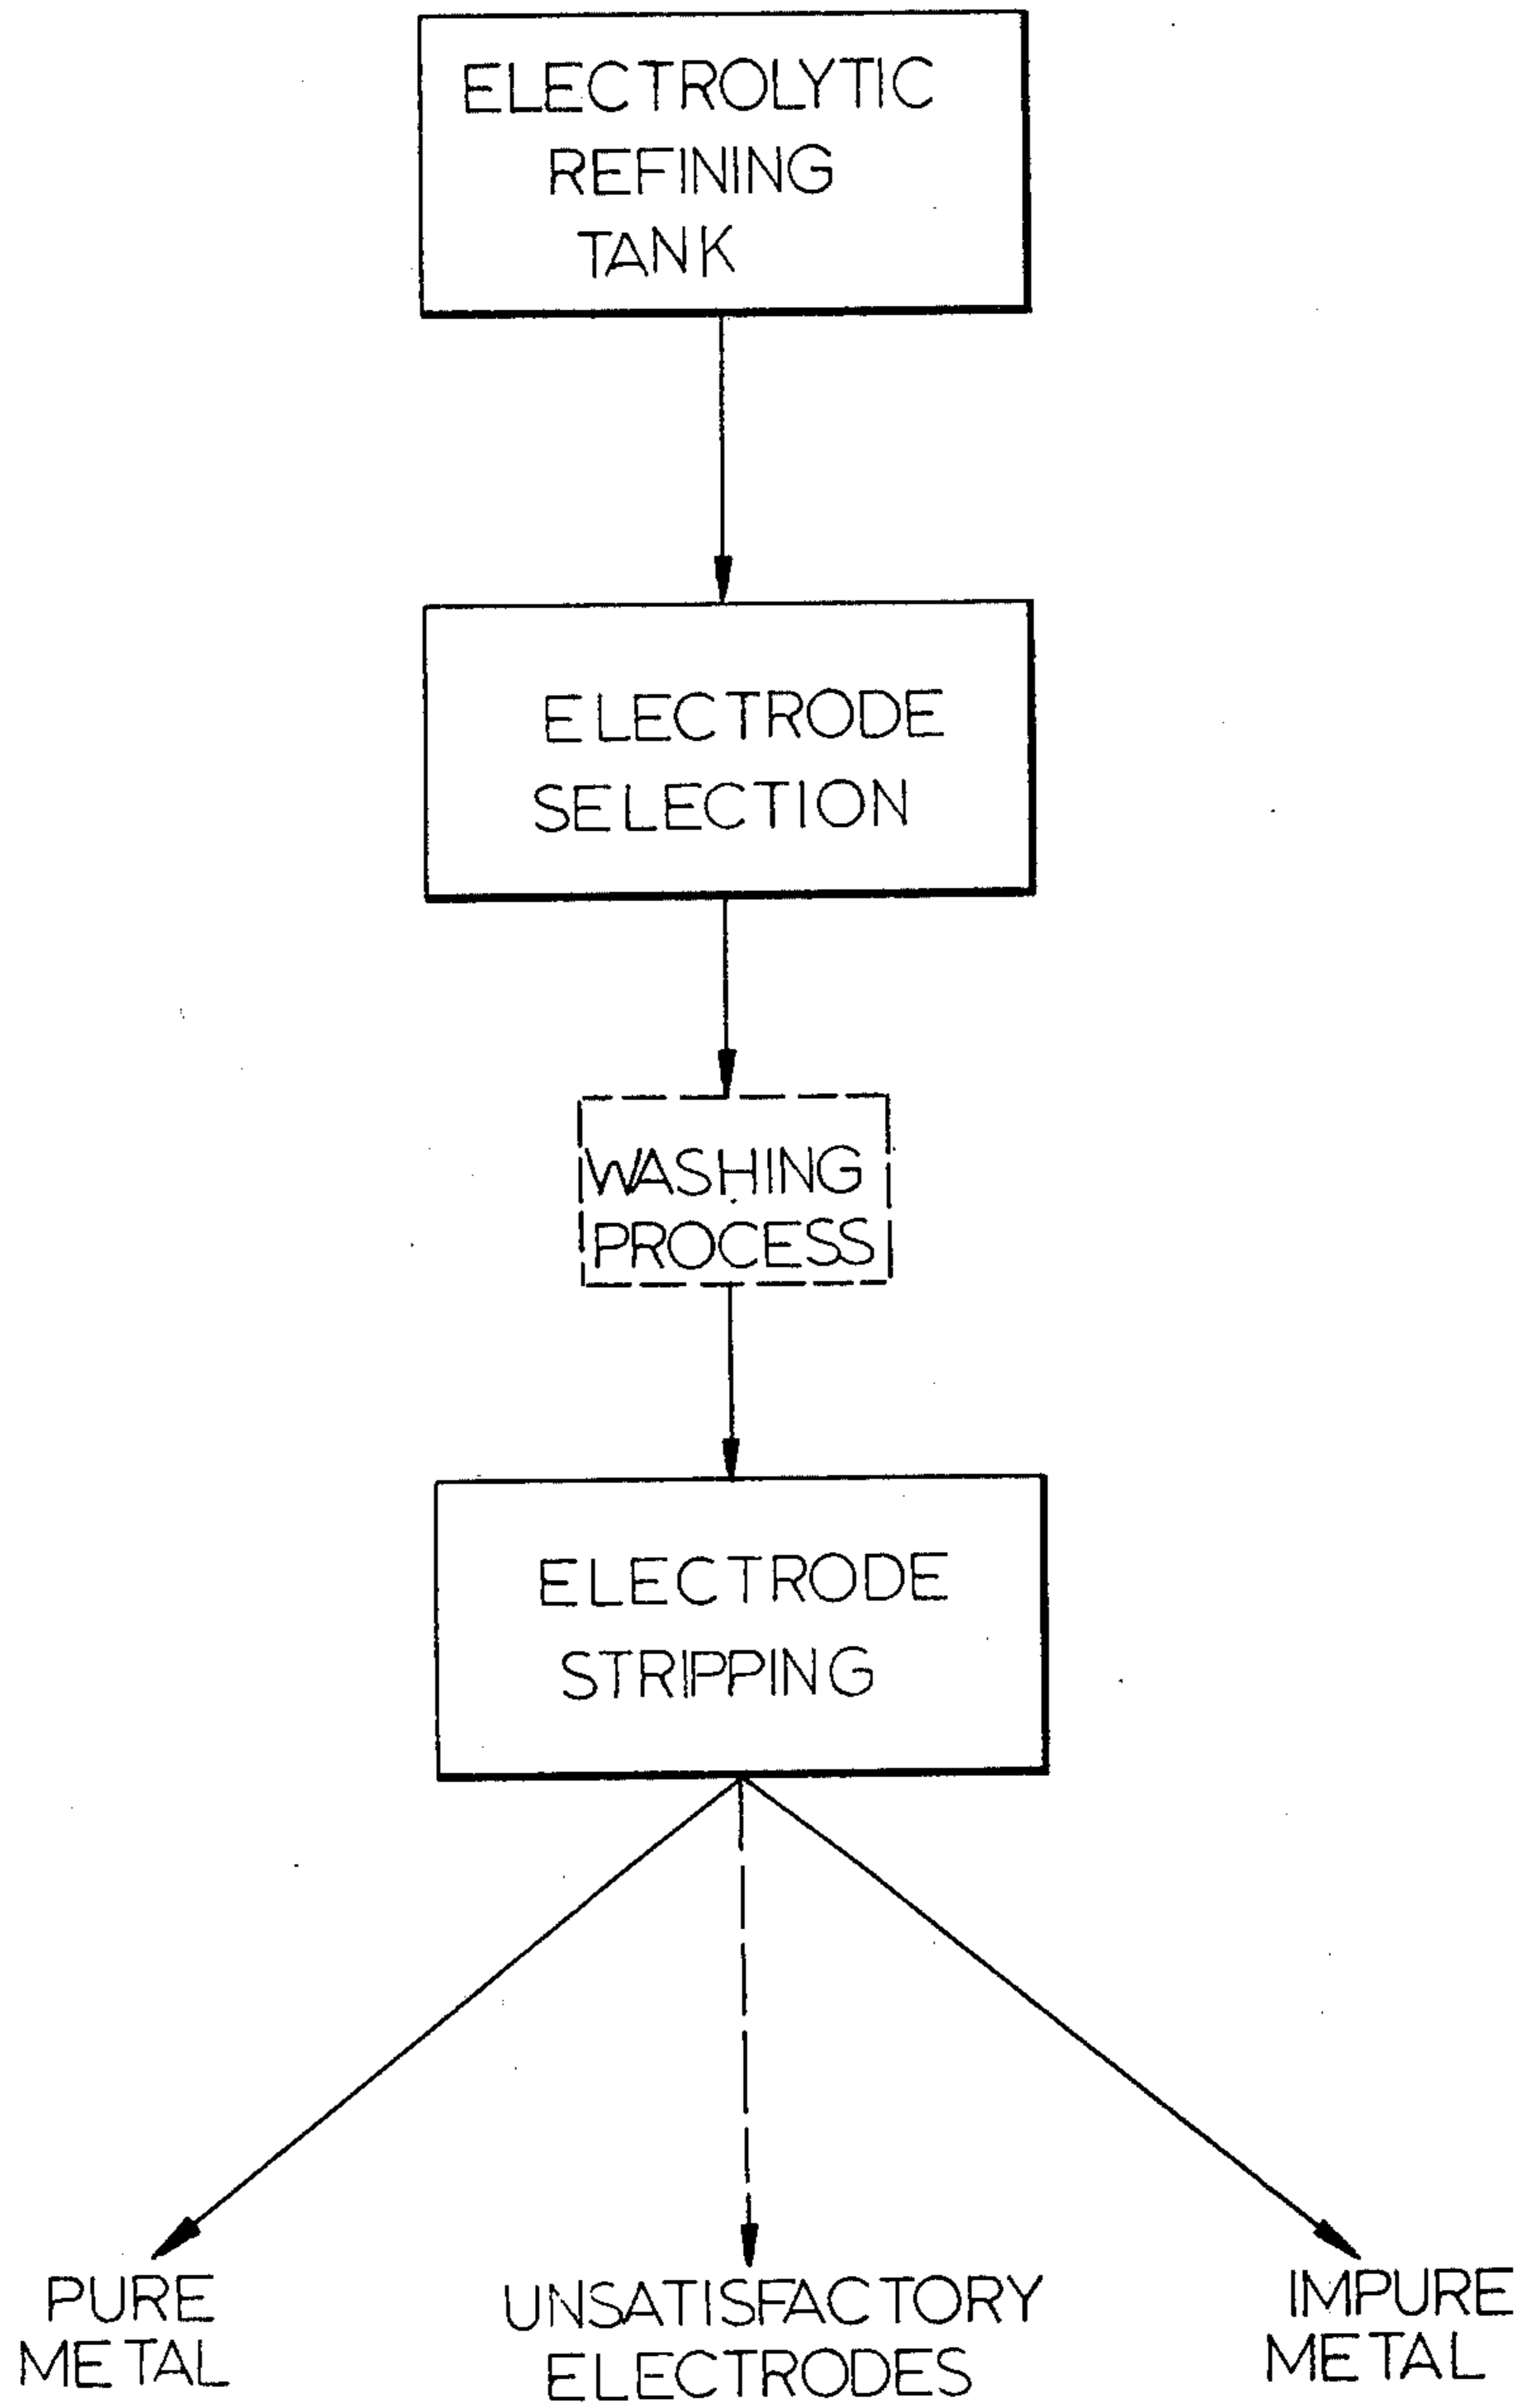 ELECTROLYTIC
REFINING
TANK
ELECTRODE
SELECTION
WASHING
PROCESS
ELECTRODE
STRIPPING
PURE
METAL
UNSATISFACTORY
ELECTRODES
IMPURE
METAL